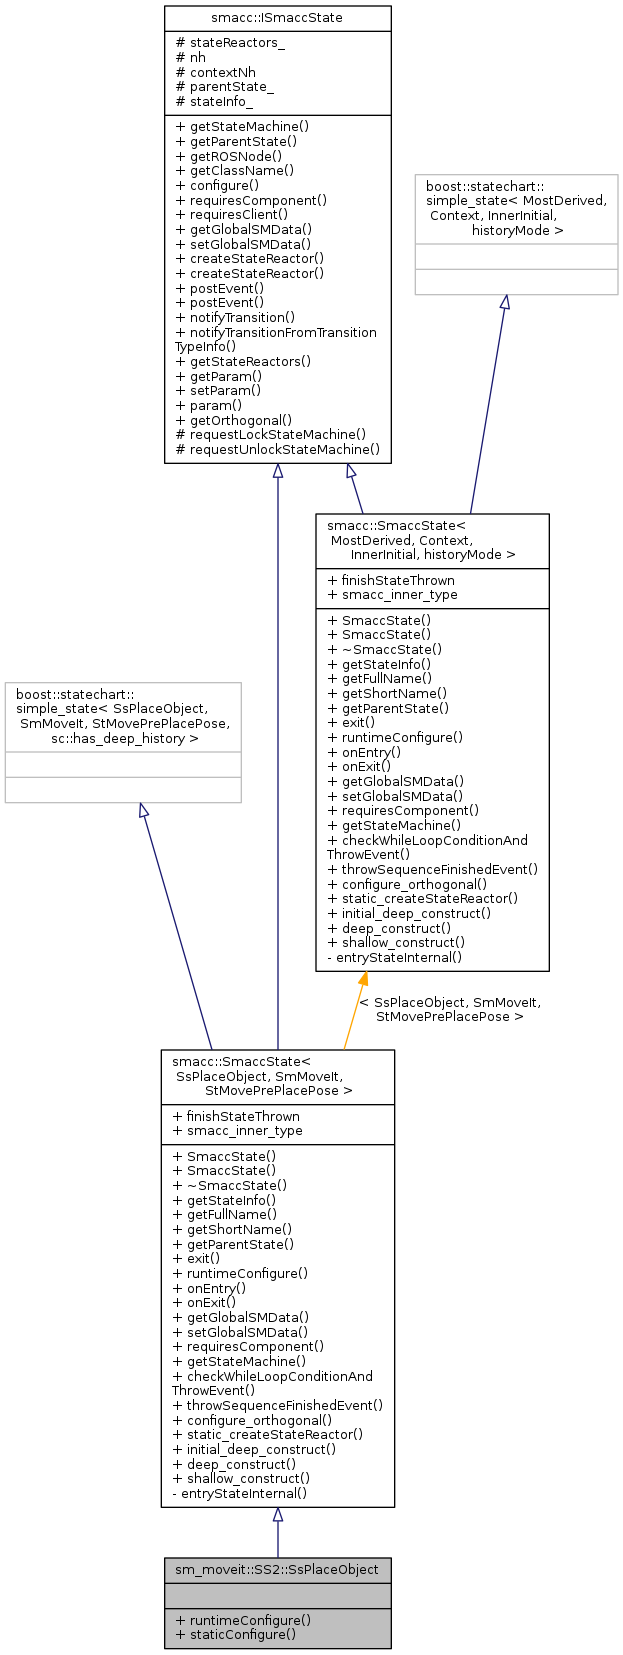 smacc::ISmaccState
# stateReactors_
# nh
# contextNh
# parentState_
# stateInfo_
+ getStateMachine()
+ getParentState()
+ getROSNode()
+ getClassName()
+ configure()
+ requiresComponent()
+ requiresClient()
+ getGlobalSMData()
+ setGlobalSMData()
+ createStateReactor()
+ createStateReactor()
+ postEvent()
+ postEvent()
+ notifyTransition()
+ notifyTransitionFromTransition
TypeInfo()
+ getStateReactors()
+ getParam()
+ setParam()
+ param()
+ getOrthogonal()
# requestLockStateMachine()
# requestUnlockStateMachine()
boost::statechart::
simple_state< MostDerived,
Context, InnerInitial,
historyMode >
smacc::SmaccState<
MostDerived, Context,
InnerInitial, historyMode >
+ finishStateThrown
+ smacc_inner_type
+ SmaccState()
+ SmaccState()
+ ~SmaccState()
+ getStateInfo()
+ getFullName()
+ getShortName()
+ getParentState()
+ exit()
+ runtimeConfigure()
+ onEntry()
+ onExit()
+ getGlobalSMData()
+ setGlobalSMData()
+ requiresComponent()
+ getStateMachine()
+ checkWhileLoopConditionAnd
ThrowEvent()
+ throwSequenceFinishedEvent()
+ configure_orthogonal()
+ static_createStateReactor()
+ initial_deep_construct()
+ deep_construct()
+ shallow_construct()
- entryStateInternal()
boost::statechart::
simple_state< SsPlaceObject,
SmMoveIt, StMovePrePlacePose,
sc::has_deep_history >
< SsPlaceObject, SmMoveIt,
StMovePrePlacePose >
smacc::SmaccState<
SsPlaceObject, SmMoveIt,
StMovePrePlacePose >
+ finishStateThrown
+ smacc_inner_type
+ SmaccState()
+ SmaccState()
+ ~SmaccState()
+ getStateInfo()
+ getFullName()
+ getShortName()
+ getParentState()
+ exit()
+ runtimeConfigure()
+ onEntry()
+ onExit()
+ getGlobalSMData()
+ setGlobalSMData()
+ requiresComponent()
+ getStateMachine()
+ checkWhileLoopConditionAnd
ThrowEvent()
+ throwSequenceFinishedEvent()
+ configure_orthogonal()
+ static_createStateReactor()
+ initial_deep_construct()
+ deep_construct()
+ shallow_construct()
- entryStateInternal()
sm_moveit::SS2::SsPlaceObject
+ runtimeConfigure()
+ staticConfigure()